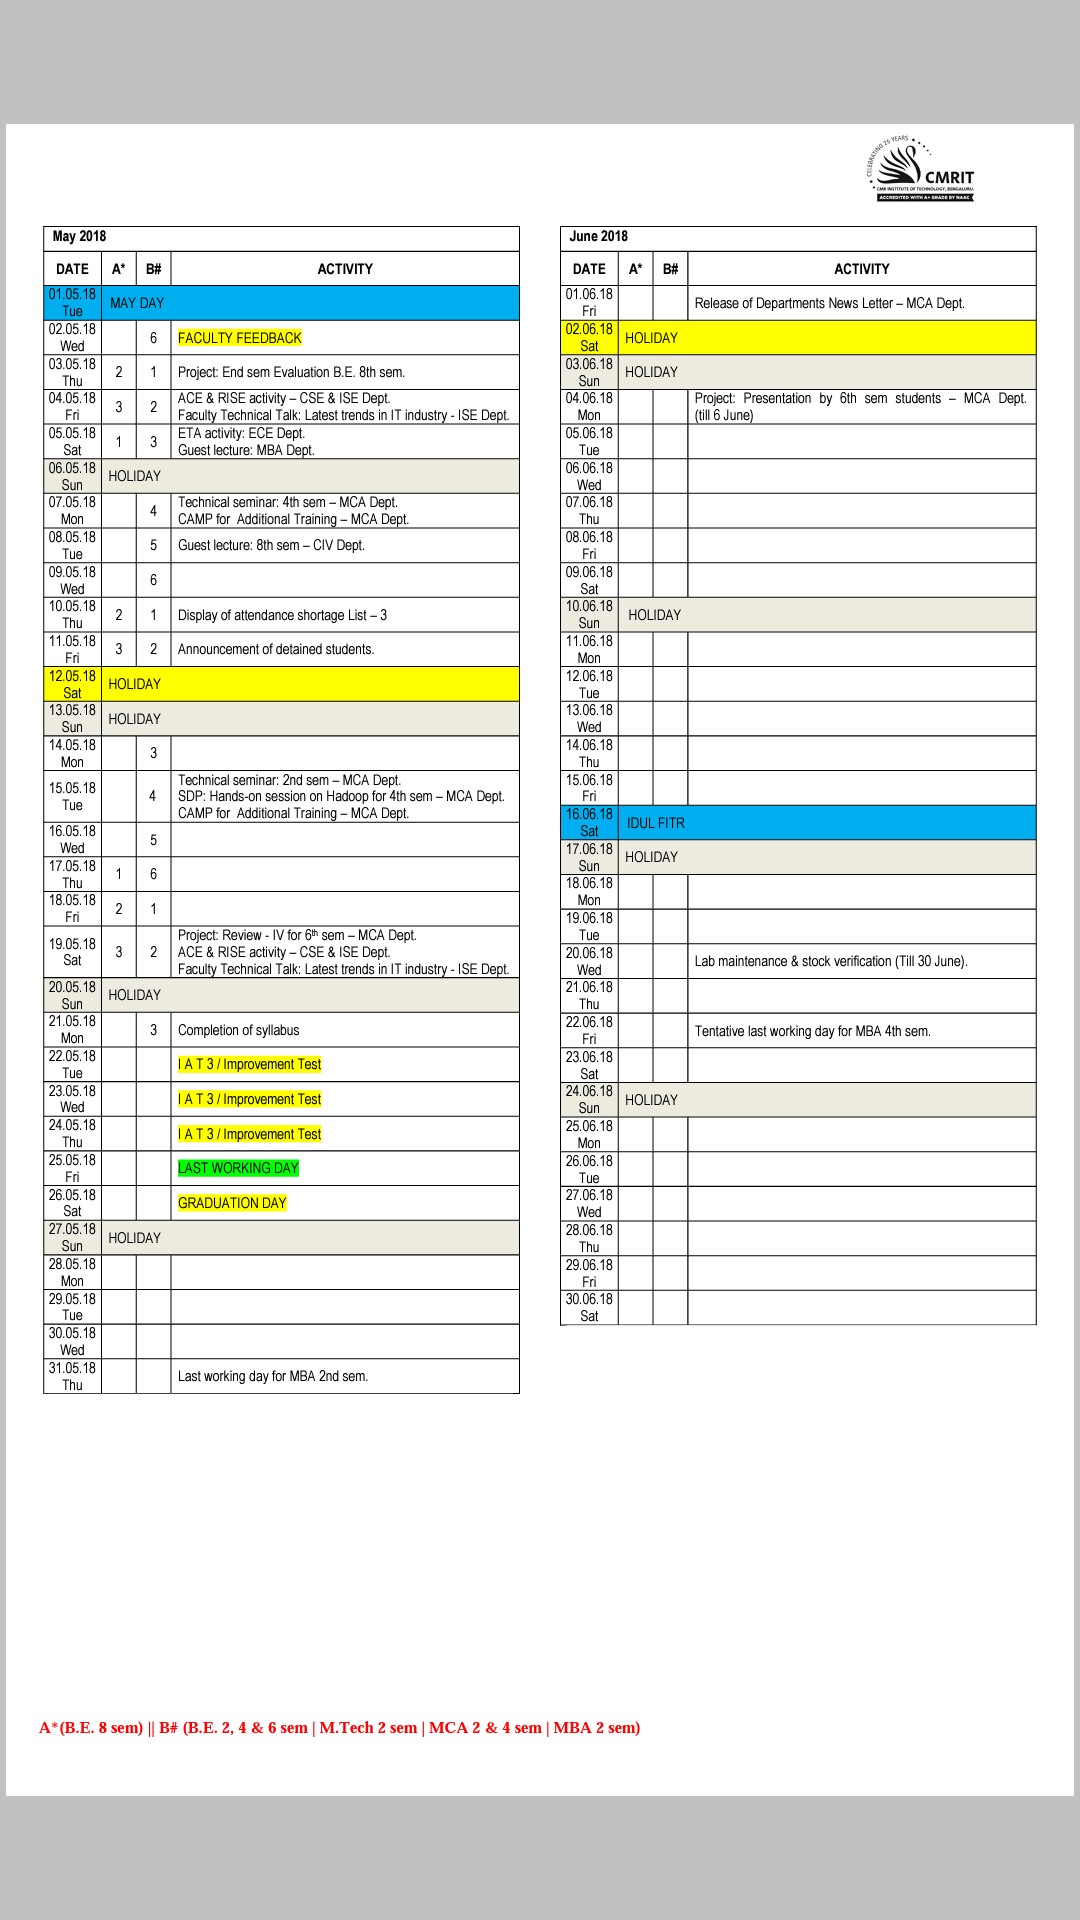 CELEBRATING 25 YEARS
CMRIT
CMR INSTITUTE OF TECHNOLOGY, BENGALURU.
ACCREDITED WITH A+ GRADE BY NAAC
May 2018
DATE A* B# ACTIVITY
01.05.18 Tue MAY DAY
02.05.18 Wed 6 FACULTY FEEDBACK
03.05.18 Thu 2 1 Project: End sem Evaluation B.E. 8th sem.
04.05.18 Fri 3 2 ACE & RISE activity – CSE & ISE Dept.
Faculty Technical Talk: Latest trends in IT industry - ISE Dept.
05.05.18 Sat 1 3 ETA activity: ECE Dept.
Guest lecture: MBA Dept.
06.05.18 Sun HOLIDAY
07.05.18 Mon 4 Technical seminar: 4th sem – MCA Dept.
CAMP for Additional Training – MCA Dept.
08.05.18 Tue 5 Guest lecture: 8th sem – CIV Dept.
09.05.18 Wed 6
10.05.18 Thu 2 1 Display of attendance shortage List – 3
11.05.18 Fri 3 2 Announcement of detained students.
12.05.18 Sat HOLIDAY
13.05.18 Sun HOLIDAY
14.05.18 Mon 3
15.05.18 Tue 4 Technical seminar: 2nd sem – MCA Dept.
SDP: Hands-on session on Hadoop for 4th sem – MCA Dept.
CAMP for Additional Training – MCA Dept.
16.05.18 Wed 5
17.05.18 Thu 1 6
18.05.18 Fri 2 1
19.05.18 Sat 3 2 Project: Review - IV for 6th sem – MCA Dept.
ACE & RISE activity – CSE & ISE Dept.
Faculty Technical Talk: Latest trends in IT industry - ISE Dept.
20.05.18 Sun HOLIDAY
21.05.18 Mon 3 Completion of syllabus
22.05.18 Tue I A T 3 / Improvement Test
23.05.18 Wed I A T 3 / Improvement Test
24.05.18 Thu I A T 3 / Improvement Test
25.05.18 Fri LAST WORKING DAY
26.05.18 Sat GRADUATION DAY
27.05.18 Sun HOLIDAY
28.05.18 Mon
29.05.18 Tue
30.05.18 Wed
31.05.18 Thu Last working day for MBA 2nd sem.
June 2018
DATE A* B# ACTIVITY
01.06.18 Fri Release of Departments News Letter – MCA Dept.
02.06.18 Sat HOLIDAY
03.06.18 Sun HOLIDAY
04.06.18 Mon Project: Presentation by 6th sem students – MCA Dept.
(till 6 June)
05.06.18 Tue
06.06.18 Wed
07.06.18 Thu
08.06.18 Fri
09.06.18 Sat
10.06.18 Sun HOLIDAY
11.06.18 Mon
12.06.18 Tue
13.06.18 Wed
14.06.18 Thu
15.06.18 Fri
16.06.18 Sat IDUL FITR
17.06.18 Sun HOLIDAY
18.06.18 Mon
19.06.18 Tue
20.06.18 Wed Lab maintenance & stock verification (Till 30 June).
21.06.18 Thu
22.06.18 Fri Tentative last working day for MBA 4th sem.
23.06.18 Sat
24.06.18 Sun HOLIDAY
25.06.18 Mon
26.06.18 Tue
27.06.18 Wed
28.06.18 Thu
29.06.18 Fri
30.06.18 Sat
A*(B.E. 8 sem) || B# (B.E. 2, 4 & 6 sem | M.Tech 2 sem | MCA 2 & 4 sem | MBA 2 sem)